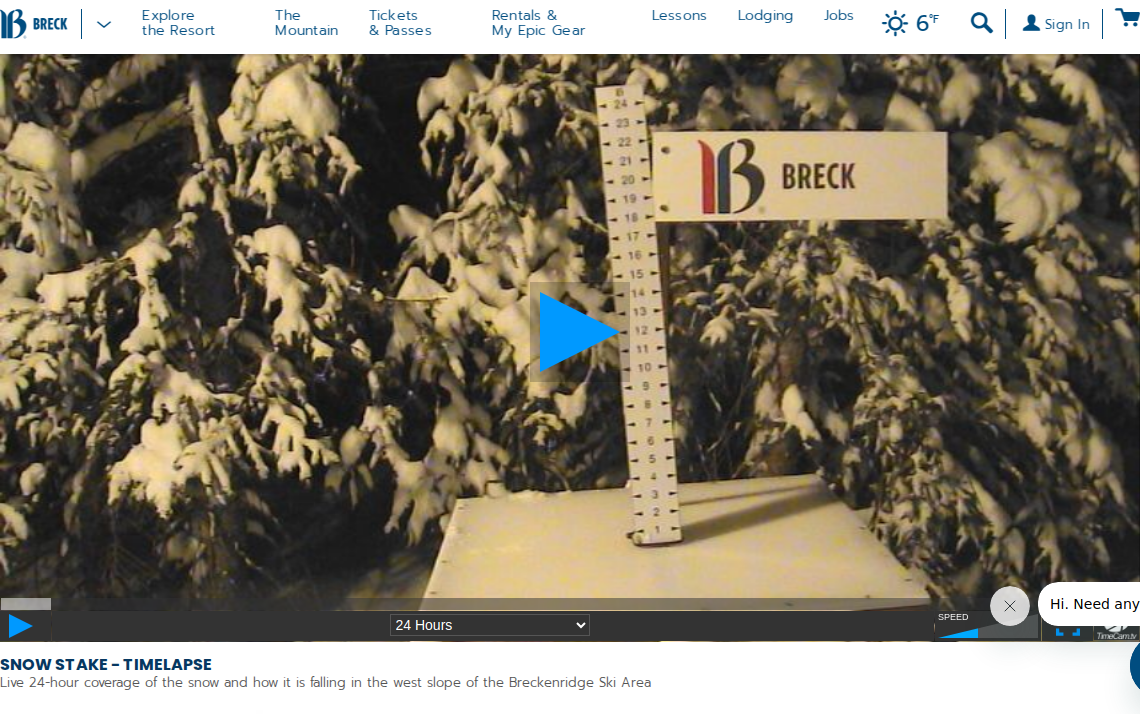 BRECK
Explore
the Resort
The
Mountain
Tickets
& Passes
Rentals &
My Epic Gear
Lessons
Lodging
Jobs
6°F
Sign In
24
23
22
21
20
19
18
17
16
15
14
13
12
11
10
9
8
7
6
5
4
3
2
1
B BRECK
24 Hours
SPEED
Hi. Need any
TimeCam.tv
SNOW STAKE - TIMELAPSE
Live 24-hour coverage of the snow and how it is falling in the west slope of the Breckenridge Ski Area